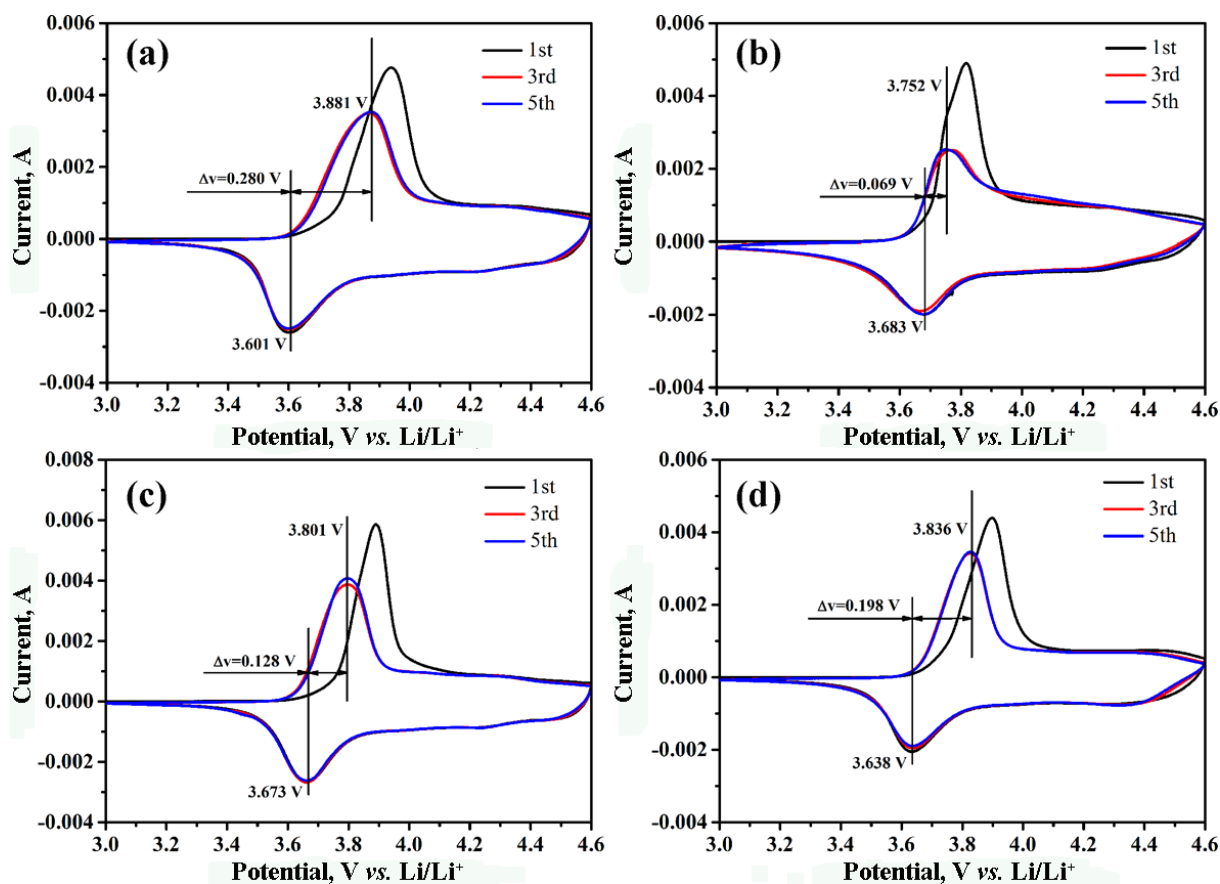 (a)
1st
3rd
5th
3.881 V
Δv=0.280 V
3.601 V
Current, A
0.006
0.004
0.002
0.000
-0.002
-0.004
3.0 3.2 3.4 3.6 3.8 4.0 4.2 4.4 4.6
Potential, V vs. Li/Li⁺
(b)
1st
3rd
5th
3.752 V
Δv=0.069 V
3.683 V
Current, A
0.006
0.004
0.002
0.000
-0.002
-0.004
3.0 3.2 3.4 3.6 3.8 4.0 4.2 4.4 4.6
Potential, V vs. Li/Li⁺
(c)
1st
3rd
5th
3.801 V
Δv=0.128 V
3.673 V
Current, A
0.008
0.006
0.004
0.002
0.000
-0.002
-0.004
3.0 3.2 3.4 3.6 3.8 4.0 4.2 4.4 4.6
Potential, V vs. Li/Li⁺
(d)
1st
3rd
5th
3.836 V
Δv=0.198 V
3.638 V
Current, A
0.006
0.004
0.002
0.000
-0.002
-0.004
3.0 3.2 3.4 3.6 3.8 4.0 4.2 4.4 4.6
Potential, V vs. Li/Li⁺